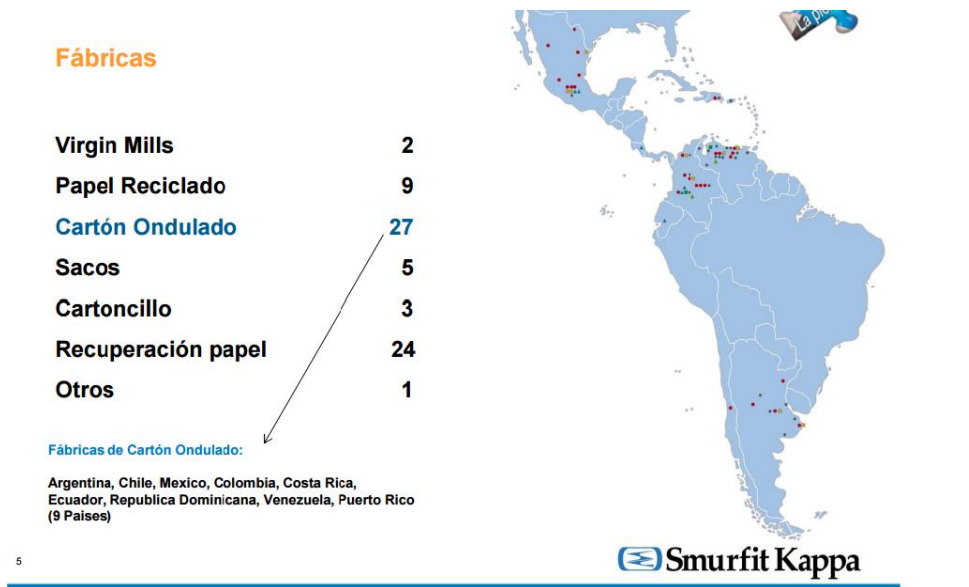 La pie
Fábricas
Virgin Mills 2
Papel Reciclado 9
Cartón Ondulado 27
Sacos 5
Cartoncillo 3
Recuperación papel 24
Otros 1
Fábricas de Cartón Ondulado:
Argentina, Chile, Mexico, Colombia, Costa Rica,
Ecuador, Republica Dominicana, Venezuela, Puerto Rico
(9 Paises)
5
Smurfit Kappa